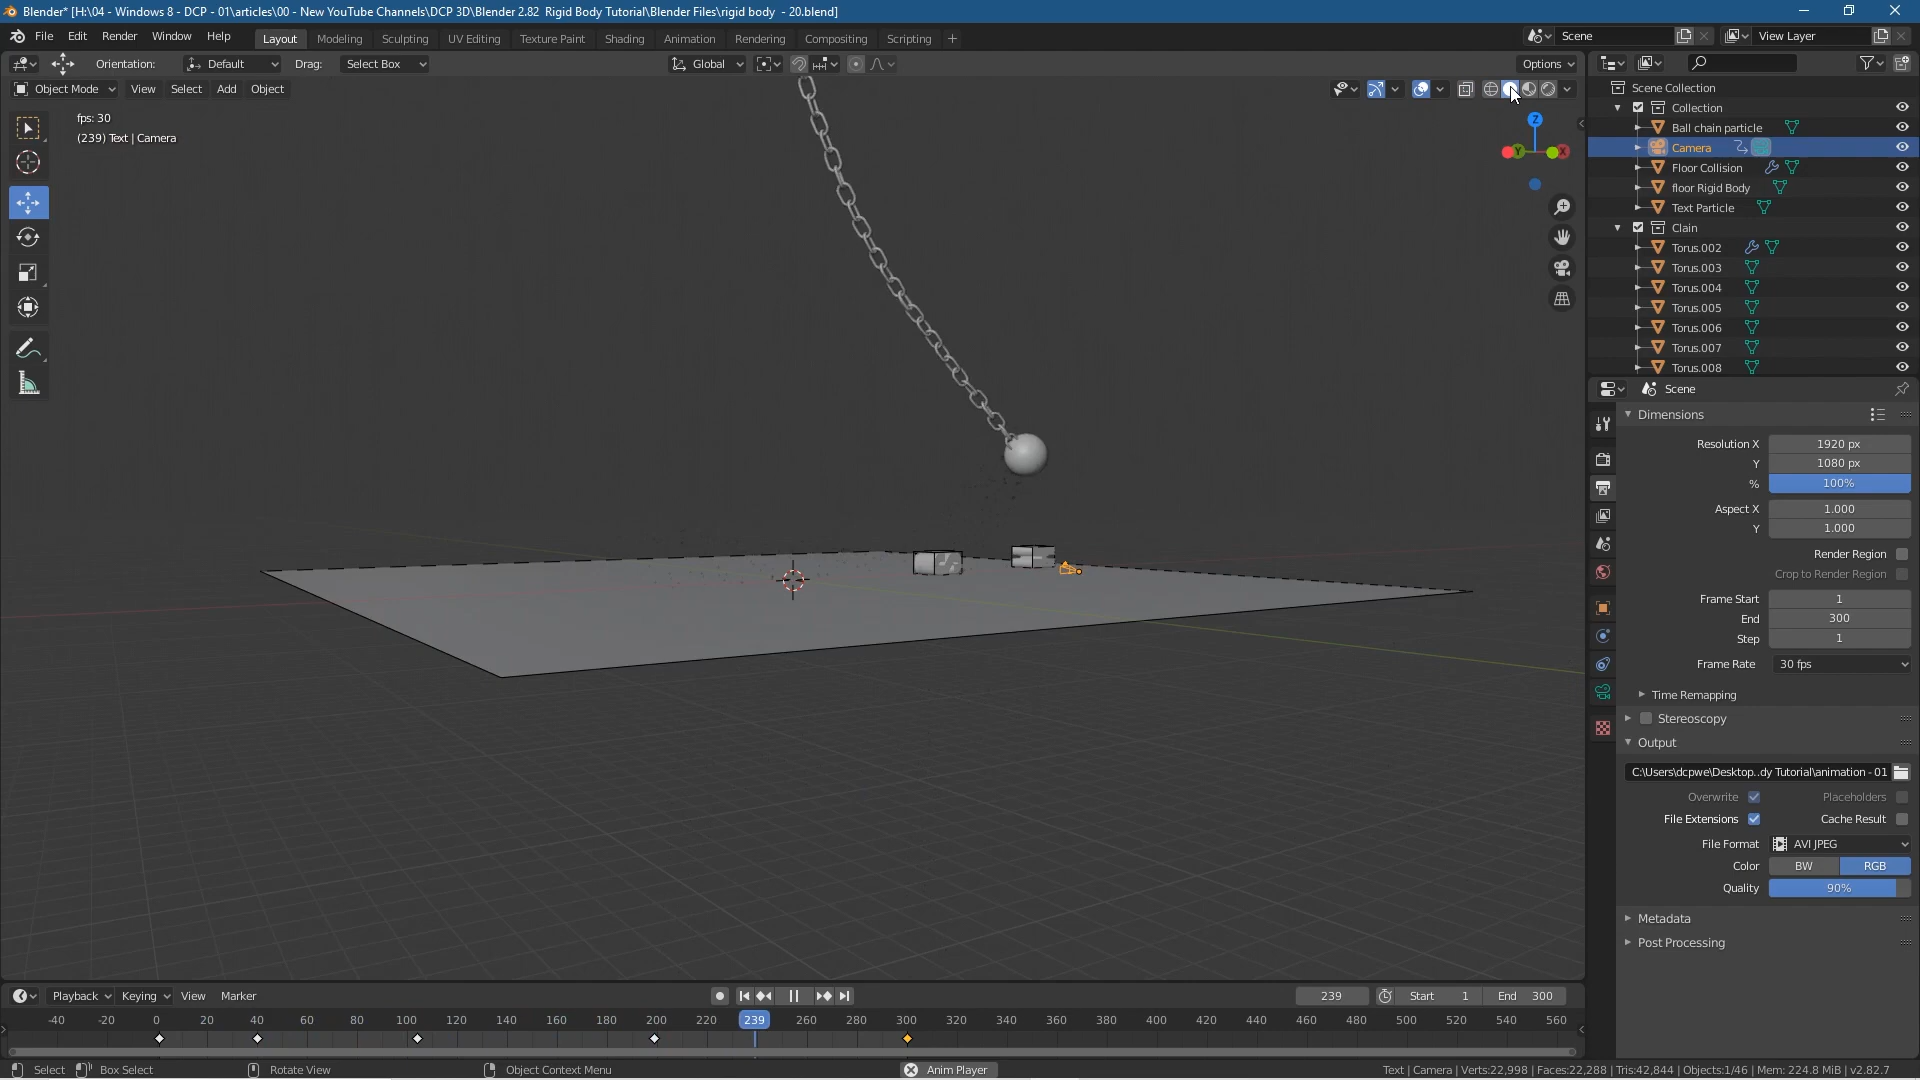 Blender* [H:\04 - Windows 8 - DCP - 01\articles\00 - New YouTube Channels\DCP 3D\Blender 2.82  Rigid Body Tutorial\Blender Files\rigid body  - 20.blend]
File Edit Render Window Help Layout Modeling Sculpting UV Editing Texture Paint Shading Animation Rendering Compositing Scripting Scene View Layer
Orientation: Default Drag: Select Box Global Options
Object Mode View Select Add Object
fps: 30
(239) Text | Camera
Z
Y
X
Scene Collection
Collection
Ball chain particle
Camera
Floor Collision
floor Rigid Body
Text Particle
Clain
Torus.002
Torus.003
Torus.004
Torus.005
Torus.006
Torus.007
Torus.008
Scene
Dimensions
Resolution X 1920 px
Y 1080 px
% 100%
Aspect X 1.000
Y 1.000
Render Region
Crop to Render Region
Frame Start 1
End 300
Step 1
Frame Rate 30 fps
Time Remapping
Stereoscopy
Output
C:\Users\dcpwe\Desktop..dy Tutorial\animation - 01
Overwrite Placeholders
File Extensions Cache Result
File Format AVI JPEG
Color BW RGB
Quality 90%
Metadata
Post Processing
Playback Keying View Marker 239 Start 1 End 300
-40 -20 0 20 40 60 80 100 120 140 160 180 200 220 239 260 280 300 320 340 360 380 400 420 440 460 480 500 520 540 560
Select Box Select Rotate View Object Context Menu Anim Player Text | Camera | Verts:22,998 | Faces:22,288 | Tris:42,844 | Objects:1/46 | Mem: 224.8 MiB | v2.82.7